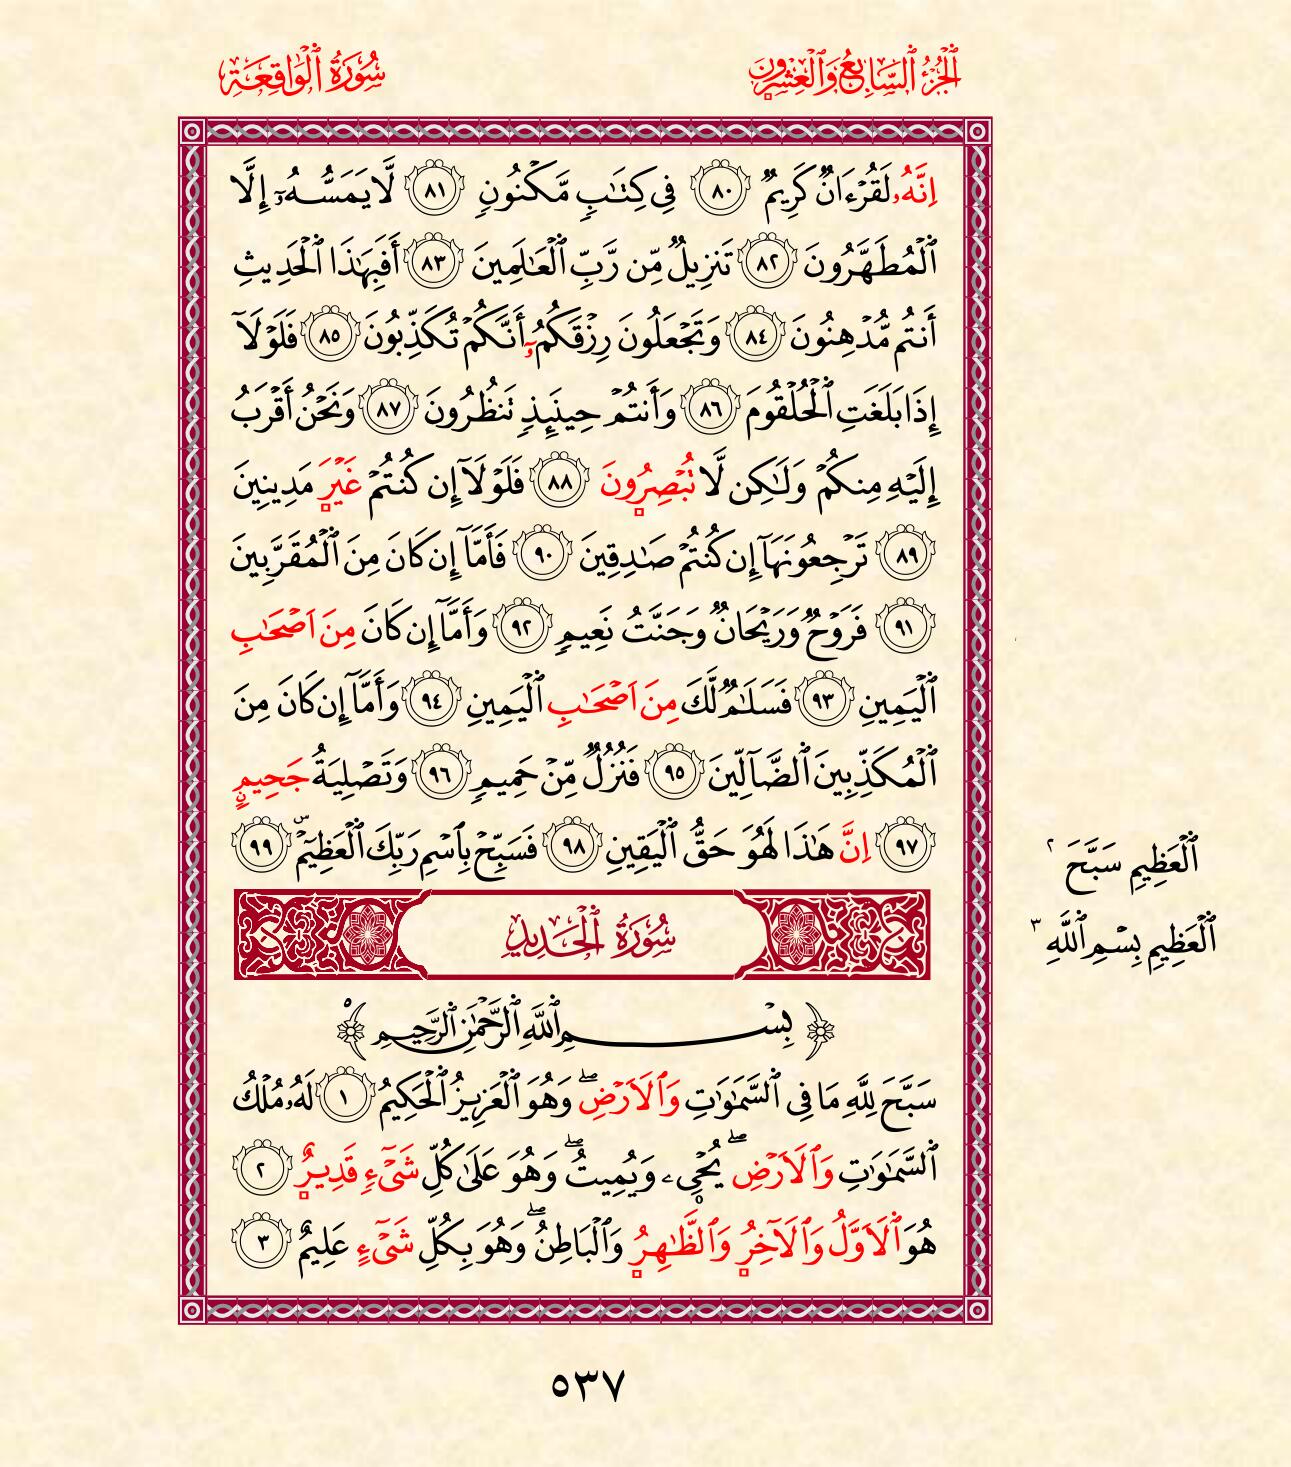 ٱلْجُزْءُ ٱلسَّابِعُ وَٱلْعِشْرُونَ
سُورَةُ ٱلْوَاقِعَةِ
اِنَّهُۥ لَقُرْءَانٌ كَرِيمٌ ٨٠ فِى كِتَٰبٍ مَّكْنُونٍ ٨١ لَّا يَمَسُّهُۥٓ إِلَّا
ٱلْمُطَهَّرُونَ ٨٢ تَنزِيلٌ مِّن رَّبِّ ٱلْعَٰلَمِينَ ٨٣ أَفَبِهَٰذَا ٱلْحَدِيثِ
أَنتُم مُّدْهِنُونَ ٨٤ وَتَجْعَلُونَ رِزْقَكُمُۥٓ أَنَّكُمْ تُكَذِّبُونَ ٨٥ فَلَوْلَآ
إِذَا بَلَغَتِ ٱلْحُلْقُومَ ٨٦ وَأَنتُمْ حِينَئِذٍ تَنظُرُونَ ٨٧ وَنَحْنُ أَقْرَبُ
إِلَيْهِ مِنكُمْ وَلَٰكِن لَّا تُبْصِرُونَ ٨٨ فَلَوْلَآ إِن كُنتُمْ غَيْرَ مَدِينِينَ
٨٩ تَرْجِعُونَهَآ إِن كُنتُمْ صَٰدِقِينَ ٩٠ فَأَمَّآ إِن كَانَ مِنَ ٱلْمُقَرَّبِينَ
٩١ فَرَوْحٌ وَرَيْحَانٌ وَجَنَّتُ نَعِيمٍ ٩٢ وَأَمَّآ إِن كَانَ مِنَ اَصْحَٰبِ
ٱلْيَمِينِ ٩٣ فَسَلَٰمٌ لَّكَ مِنَ اَصْحَٰبِ ٱلْيَمِينِ ٩٤ وَأَمَّآ إِن كَانَ مِنَ
ٱلْمُكَذِّبِينَ ٱلضَّآلِّينَ ٩٥ فَنُزُلٌ مِّنْ حَمِيمٍ ٩٦ وَتَصْلِيَةُ جَحِيمٍ
٩٧ اِنَّ هَٰذَا لَهُوَ حَقُّ ٱلْيَقِينِ ٩٨ فَسَبِّحْ بِٱسْمِ رَبِّكَ ٱلْعَظِيمِ ٩٩
ٱلْعَظِيمِ سَبَّحَ ٢
ٱلْعَظِيمِ بِسْمِ ٱللَّهِ ٣
سُورَةُ ٱلْحَدِيدِ
بِسْمِ ٱللَّهِ ٱلرَّحْمَٰنِ ٱلرَّحِيمِ
سَبَّحَ لِلَّهِ مَا فِى ٱلسَّمَٰوَٰتِ وَٱلَارْضِۖ وَهُوَ ٱلْعَزِيزُ ٱلْحَكِيمُ ١ لَهُۥ مُلْكُ
ٱلسَّمَٰوَٰتِ وَٱلَارْضِۖ يُحْىِۦ وَيُمِيتُۖ وَهُوَ عَلَىٰ كُلِّ شَىْءٍ قَدِيرٌ ٢
هُوَ ٱلَاوَّلُ وَٱلَاخِرُ وَٱلظَّٰهِرُ وَٱلْبَاطِنُۖ وَهُوَ بِكُلِّ شَىْءٍ عَلِيمٌ ٣
٥٣٧